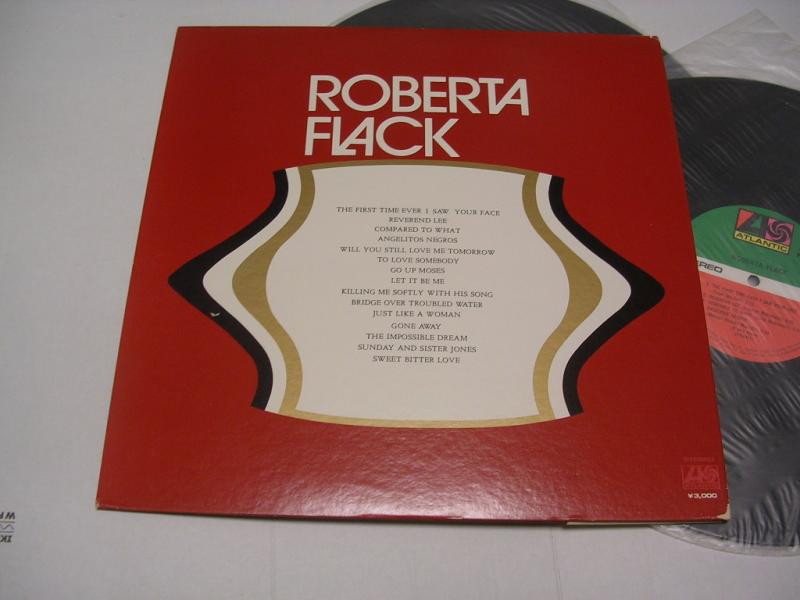 ROBERTA
FLACK
THE FIRST TIME EVER I SAW YOUR FACE
REVEREND LEE
COMPARED TO WHAT
ANGELITOS NEGROS
WILL YOU STILL LOVE ME TOMORROW
TO LOVE SOMEBODY
GO UP MOSES
LET IT BE ME
KILLING ME SOFTLY WITH HIS SONG
BRIDGE OVER TROUBLED WATER
JUST LIKE A WOMAN
GONE AWAY
THE IMPOSSIBLE DREAM
SUNDAY AND SISTER JONES
SWEET BITTER LOVE
¥3,000
ATLANTIC
ROBERTA FLACK